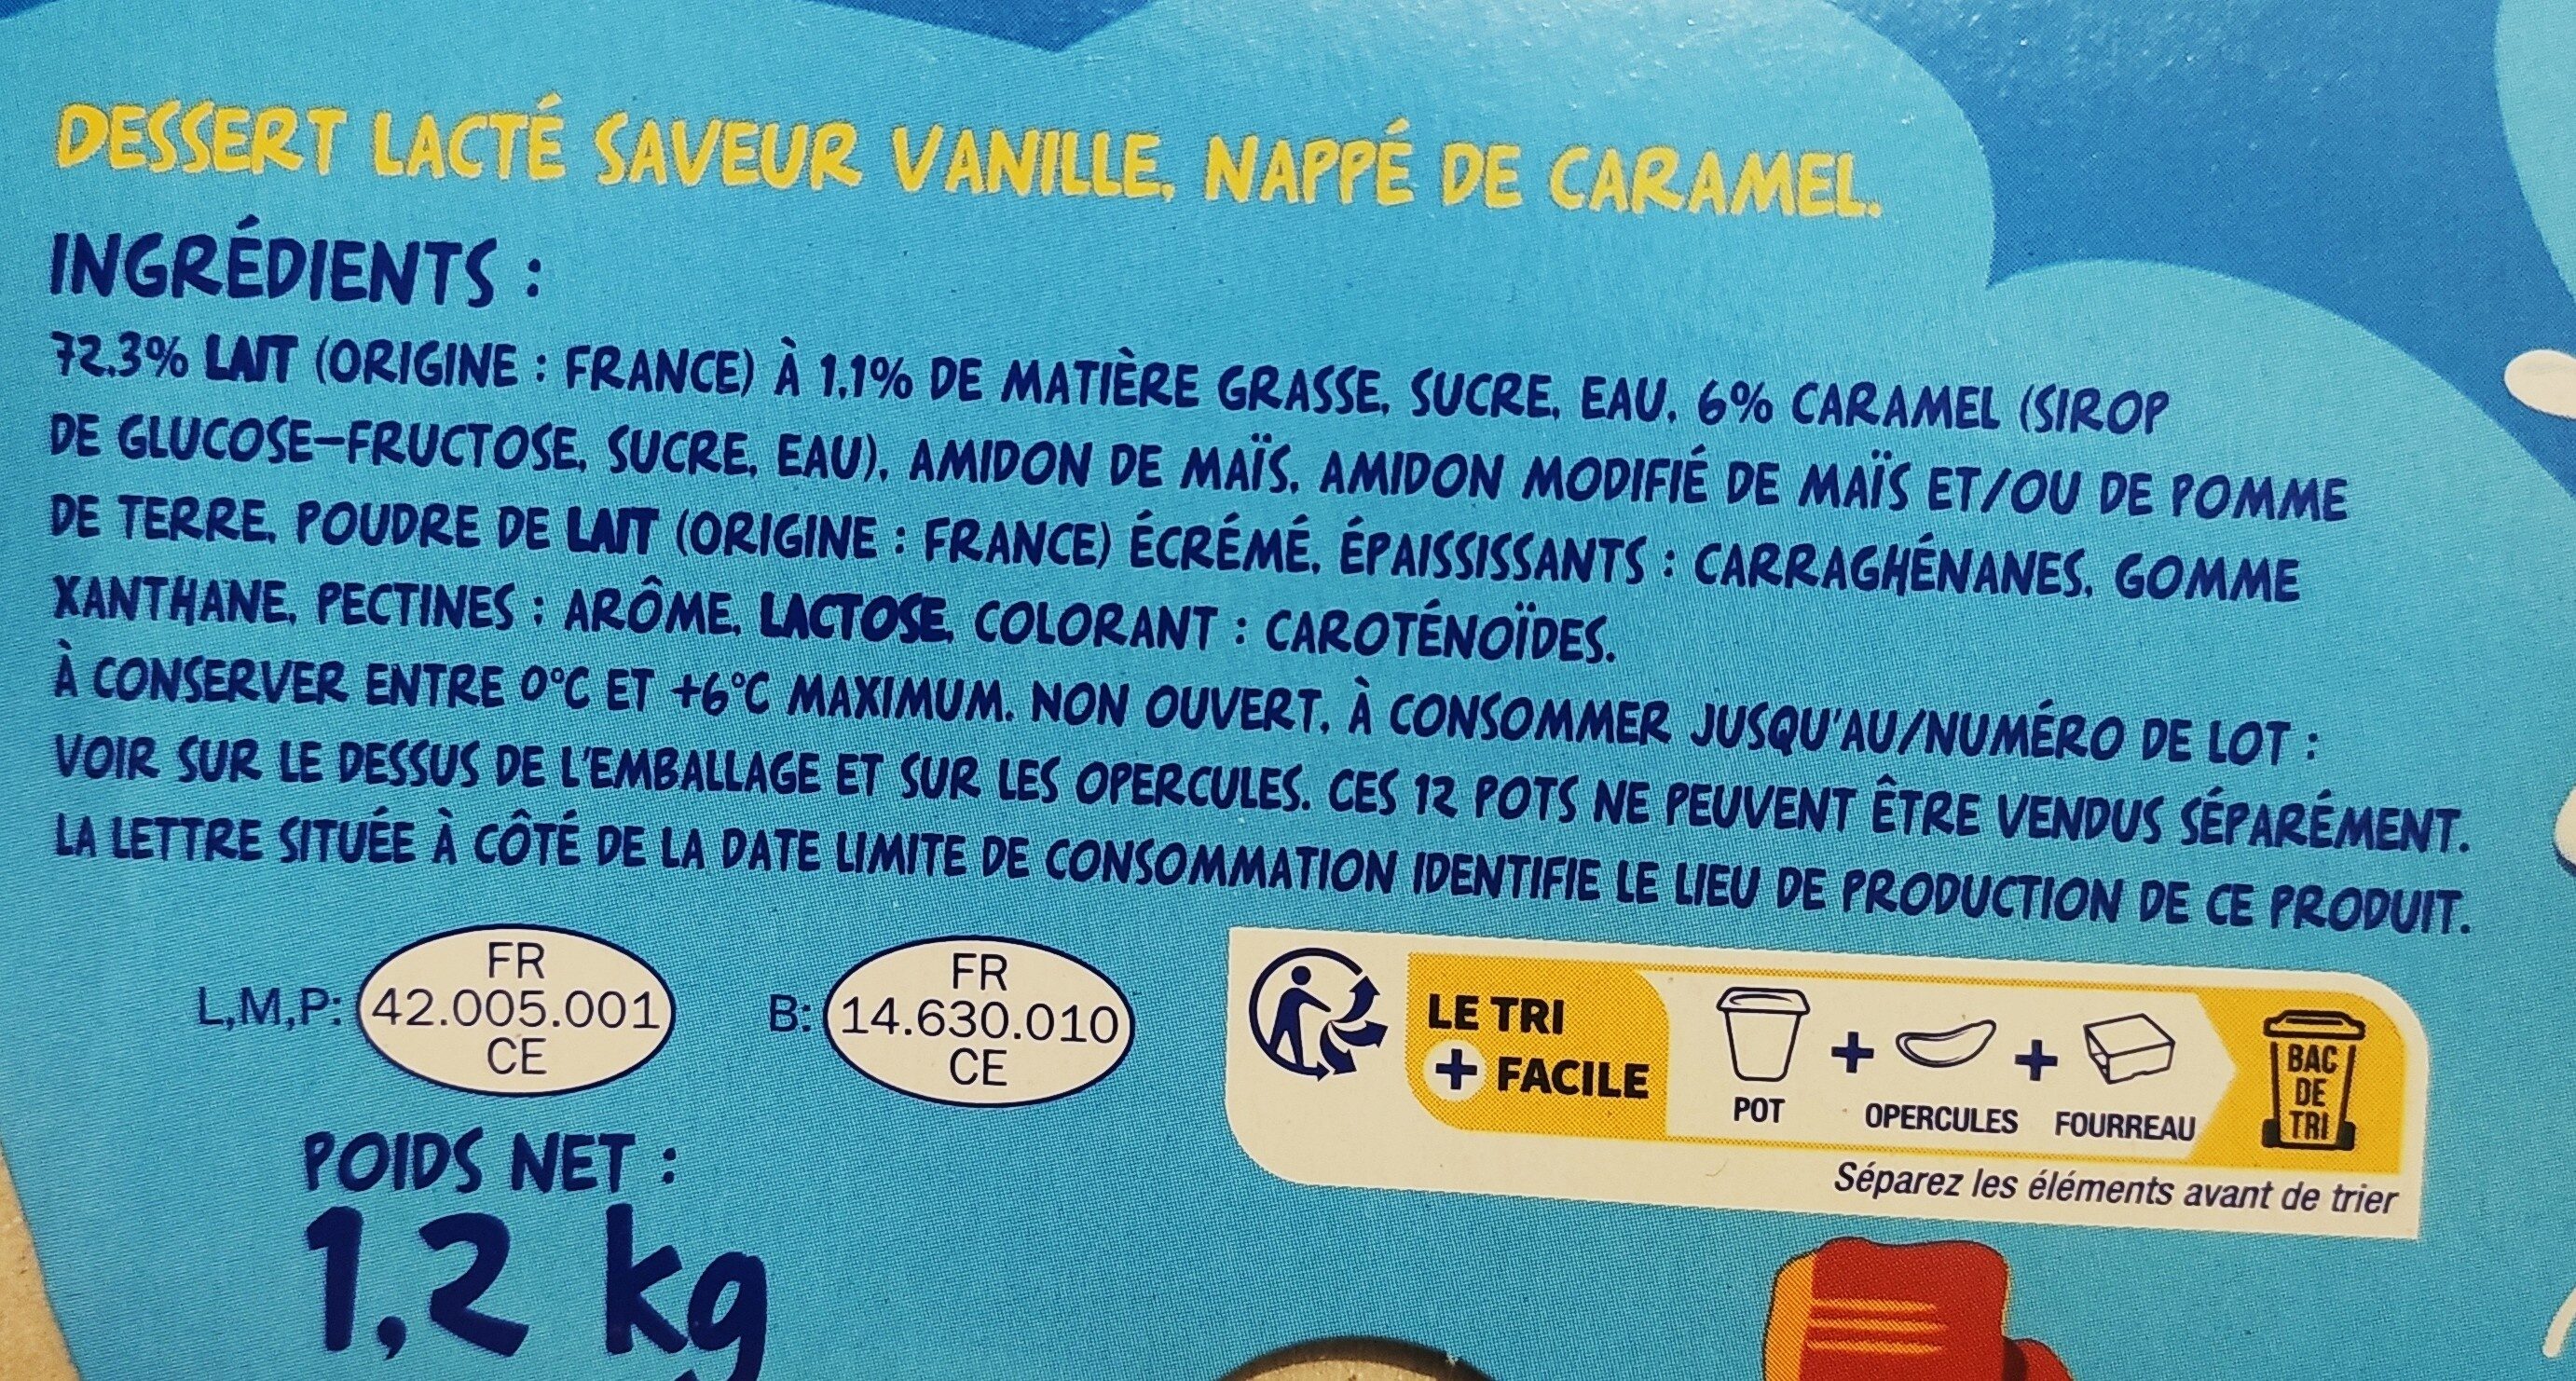 DESSERT LACTÉ SAVEUR VANILLE, NAPPÉ DE CARAMEL.
INGRÉDIENTS :
72,3% LAIT (ORIGINE : FRANCE) À 1,1% DE MATIÈRE GRASSE, SUCRE, EAU, 6% CARAMEL (SIROP
DE GLUCOSE-FRUCTOSE, SUCRE, EAU), AMIDON DE MAÏS, AMIDON MODIFIÉ DE MAÏS ET/OU DE POMME
DE TERRE, POUDRE DE LAIT (ORIGINE : FRANCE) ÉCRÉMÉ, ÉPAISSISSANTS : CARRAGHÉNANES, GOMME
XANTHANE, PECTINES ; ARÔME, LACTOSE, COLORANT : CAROTÉNOÏDES.
À CONSERVER ENTRE 0°C ET +6°C MAXIMUM. NON OUVERT, À CONSOMMER JUSQU'AU/NUMÉRO DE LOT :
VOIR SUR LE DESSUS DE L'EMBALLAGE ET SUR LES OPERCULES. CES 12 POTS NE PEUVENT ÊTRE VENDUS SÉPARÉMENT.
LA LETTRE SITUÉE À CÔTÉ DE LA DATE LIMITE DE CONSOMMATION IDENTIFIE LE LIEU DE PRODUCTION DE CE PRODUIT.
L,M,P: FR
42.005.001
CE
B: FR
14.630.010
CE
LE TRI
+ FACILE
POT + OPERCULES + FOURREAU
BAC
DE
TRI
Séparez les éléments avant de trier
POIDS NET :
1,2 kg